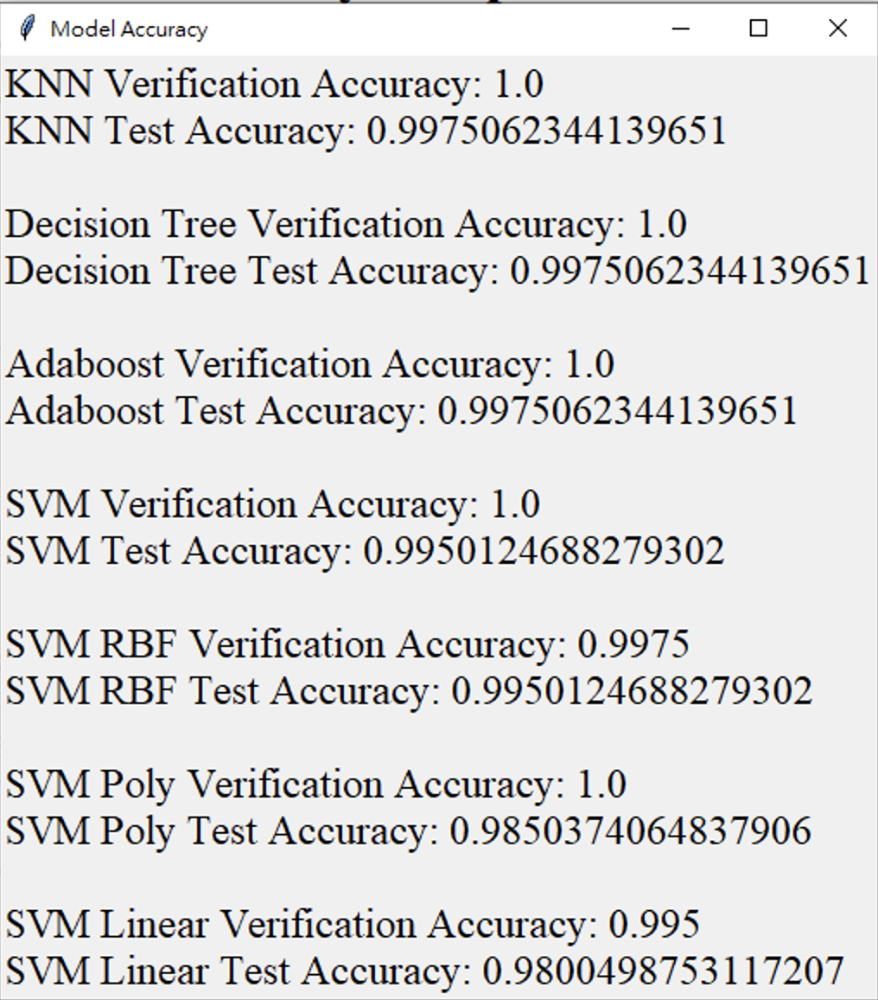 Model Accuracy
KNN Verification Accuracy: 1.0
KNN Test Accuracy: 0.9975062344139651
Decision Tree Verification Accuracy: 1.0
Decision Tree Test Accuracy: 0.9975062344139651
Adaboost Verification Accuracy: 1.0
Adaboost Test Accuracy: 0.9975062344139651
SVM Verification Accuracy: 1.0
SVM Test Accuracy: 0.9950124688279302
SVM RBF Verification Accuracy: 0.9975
SVM RBF Test Accuracy: 0.9950124688279302
SVM Poly Verification Accuracy: 1.0
SVM Poly Test Accuracy: 0.9850374064837906
SVM Linear Verification Accuracy: 0.995
SVM Linear Test Accuracy: 0.9800498753117207